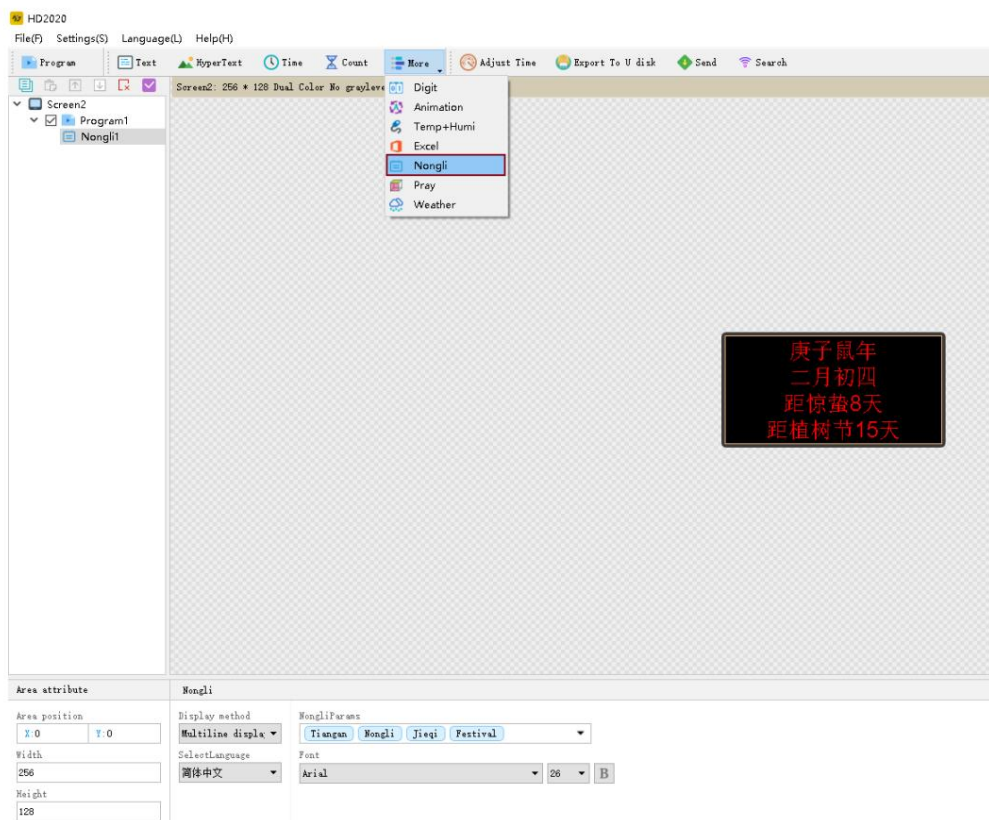 HD2020
File(F) Settings(S) Language(L) Help(H)
Program Text HyperText Time Count More Adjust Time Export To U disk Send Search
Screen2: 256 * 128 Dual Color No grayleve
Digit
Animation
Temp+Humi
Excel
Nongli
Pray
Weather
Screen2
Program1
Nongli1
庚子鼠年
二月初四
距惊蛰8天
距植树节15天
Area attribute
Area position
X:0 Y:0
Width
256
Height
128
Nongli
Display method
Multiline displa
SelectLanguage
简体中文
NongliParams
Tiangan Nongli Jieqi Festival
Font
Arial 26 B